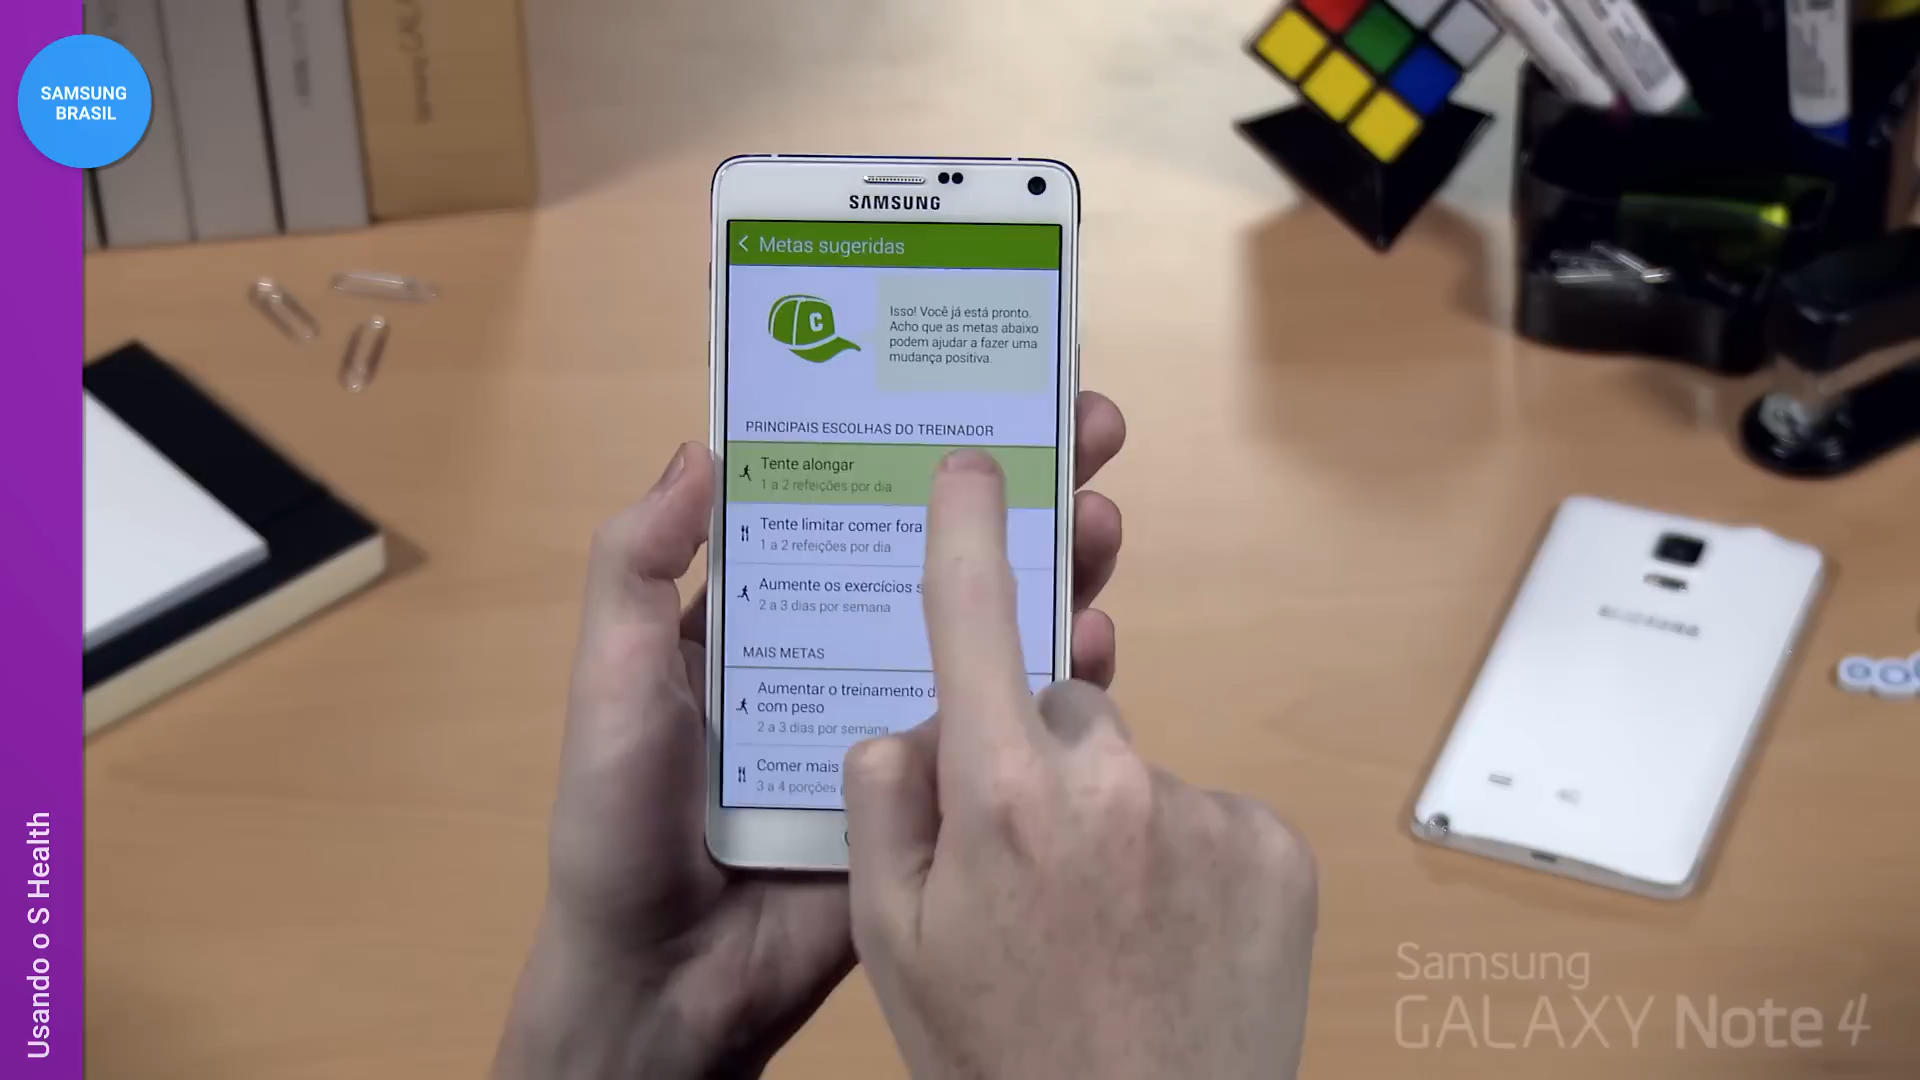 SAMSUNG
BRASIL
Usando o S Health
SAMSUNG
Metas sugeridas
C
Isso! Você já está pronto.
Acho que as metas abaixo
podem ajudar a fazer uma
mudança positiva.
PRINCIPAIS ESCOLHAS DO TREINADOR
Tente alongar
1 a 2 refeições por dia
Tente limitar comer fora
1 a 2 refeições por dia
Aumente os exercícios
2 a 3 dias por semana
MAIS METAS
Aumentar o treinamento
com peso
2 a 3 dias por semana
Comer mais
3 a 4 porções
Samsung
GALAXY Note 4